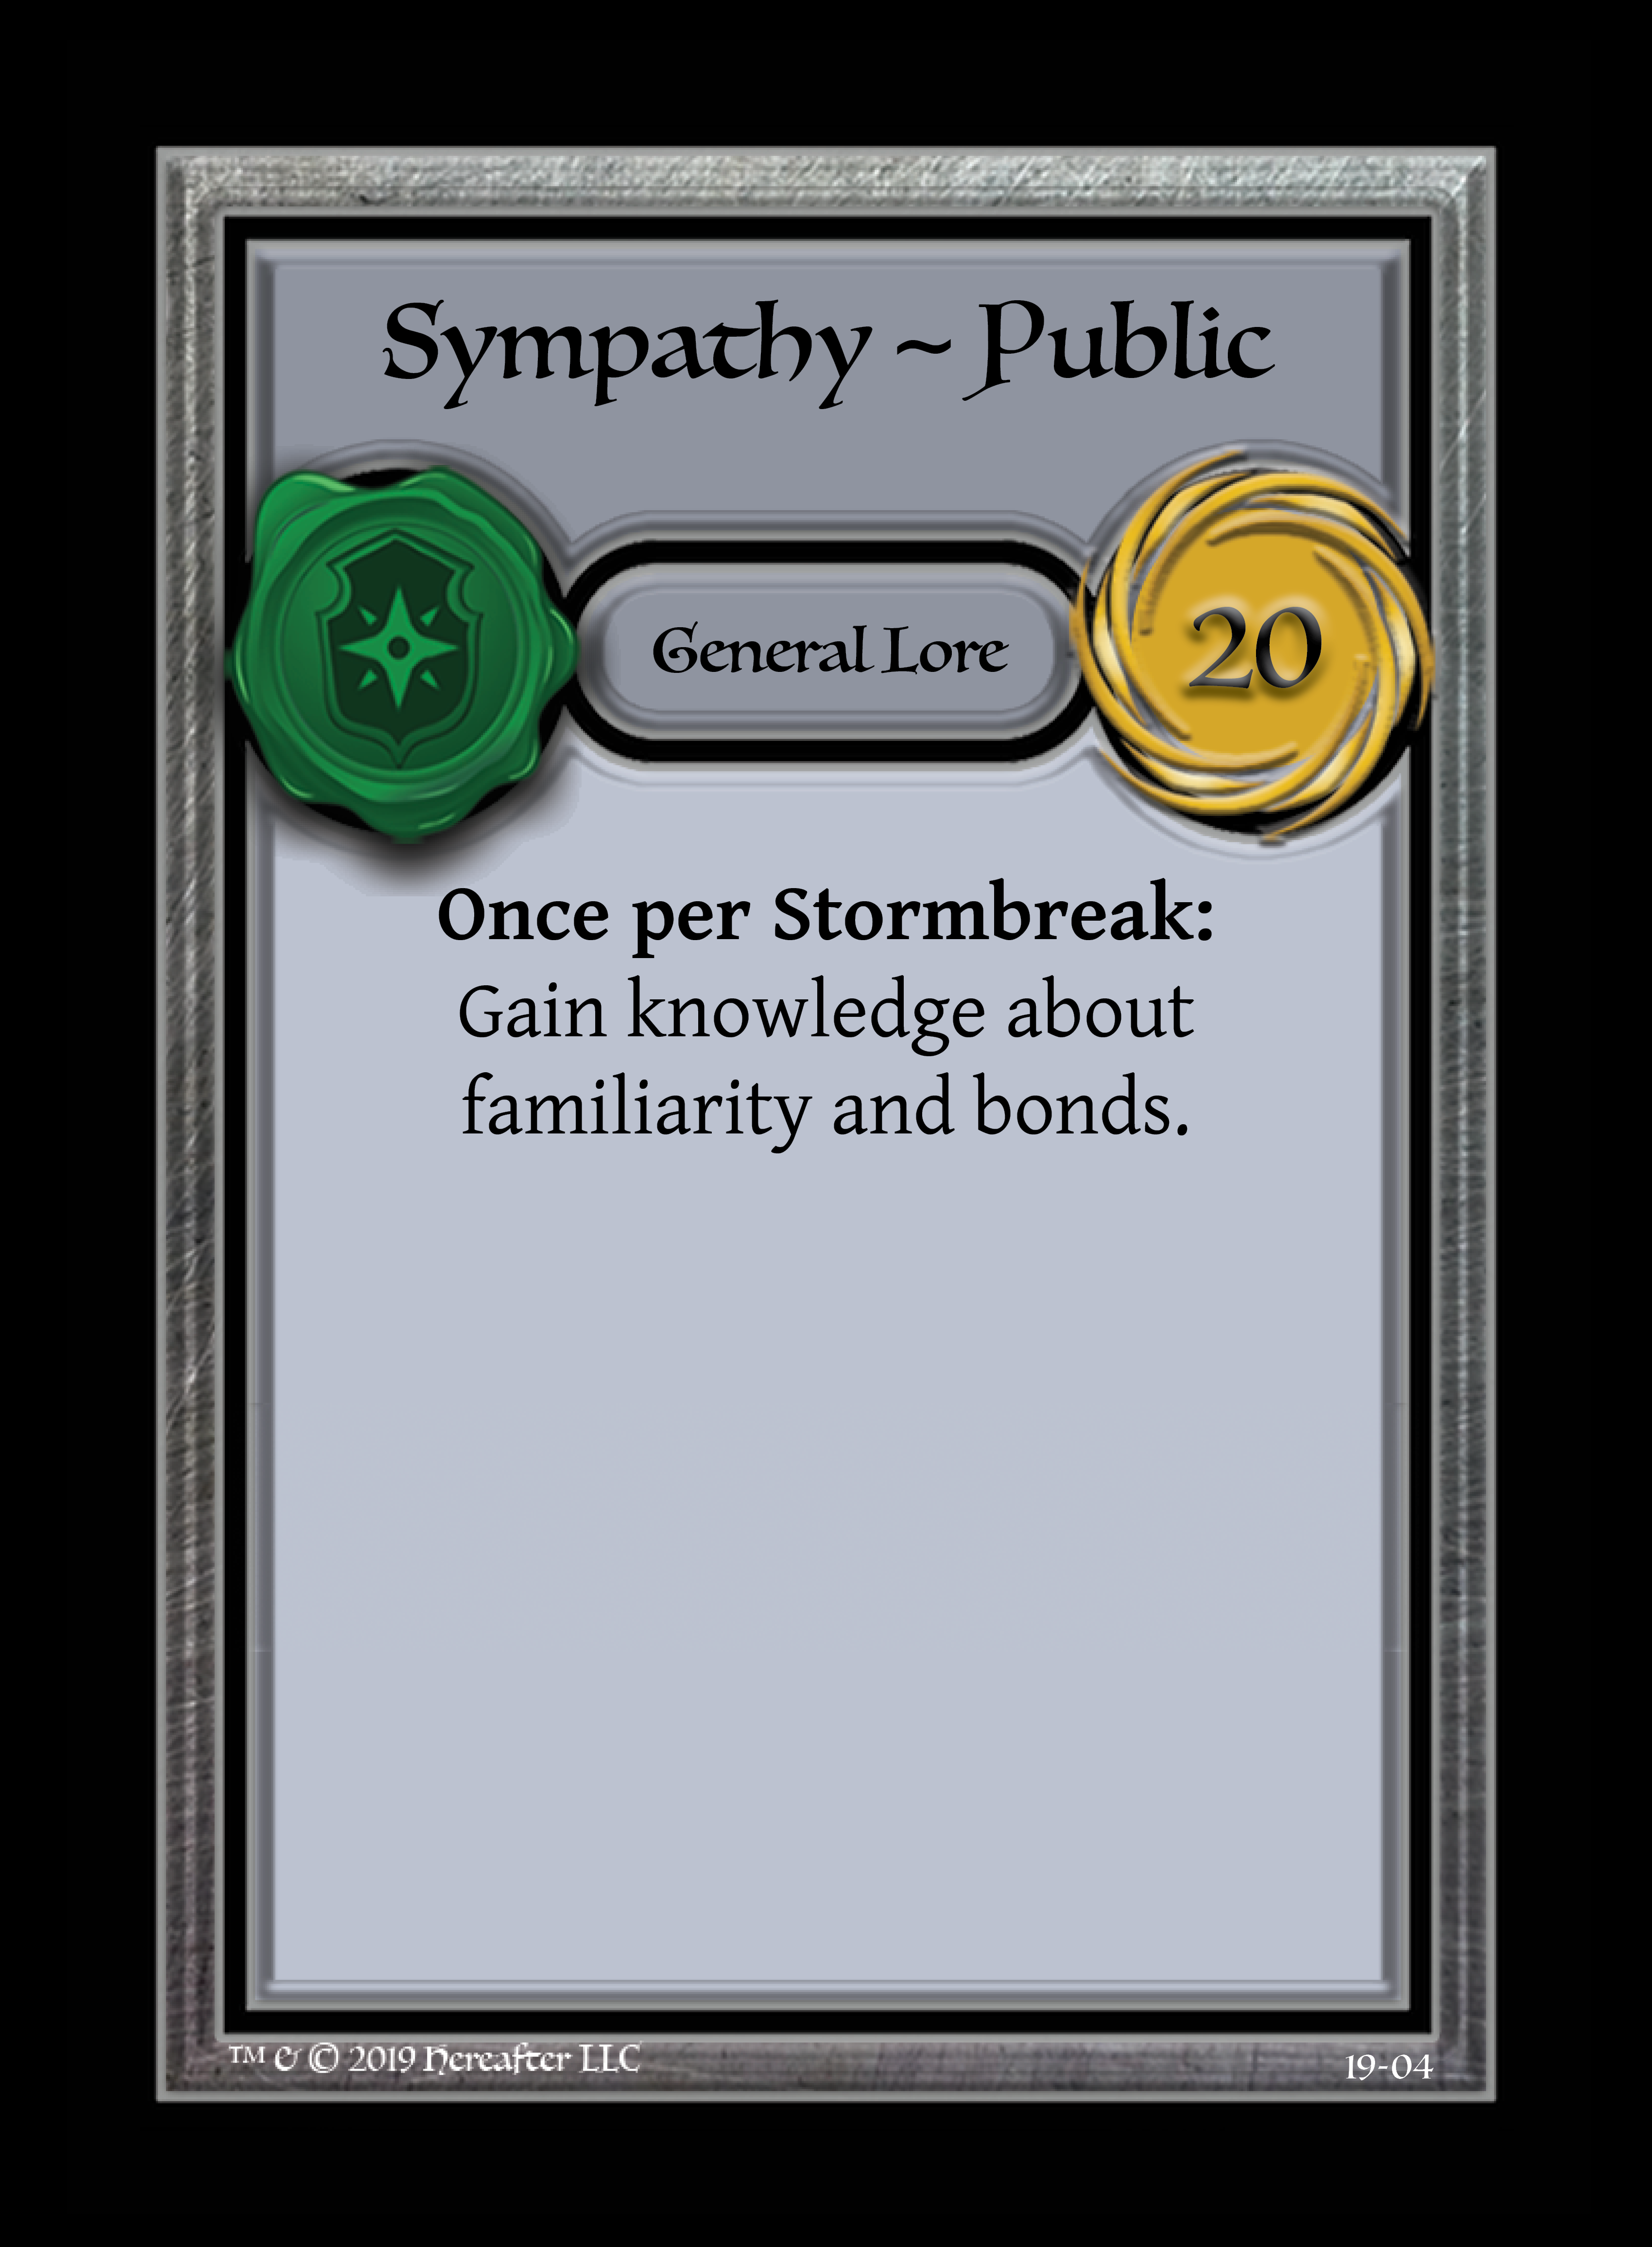 Sympathy ~ Public
General Lore
20
Once per Stormbreak:
Gain knowledge about
familiarity and bonds.
™ & © 2019 Hereafter LLC
19-04